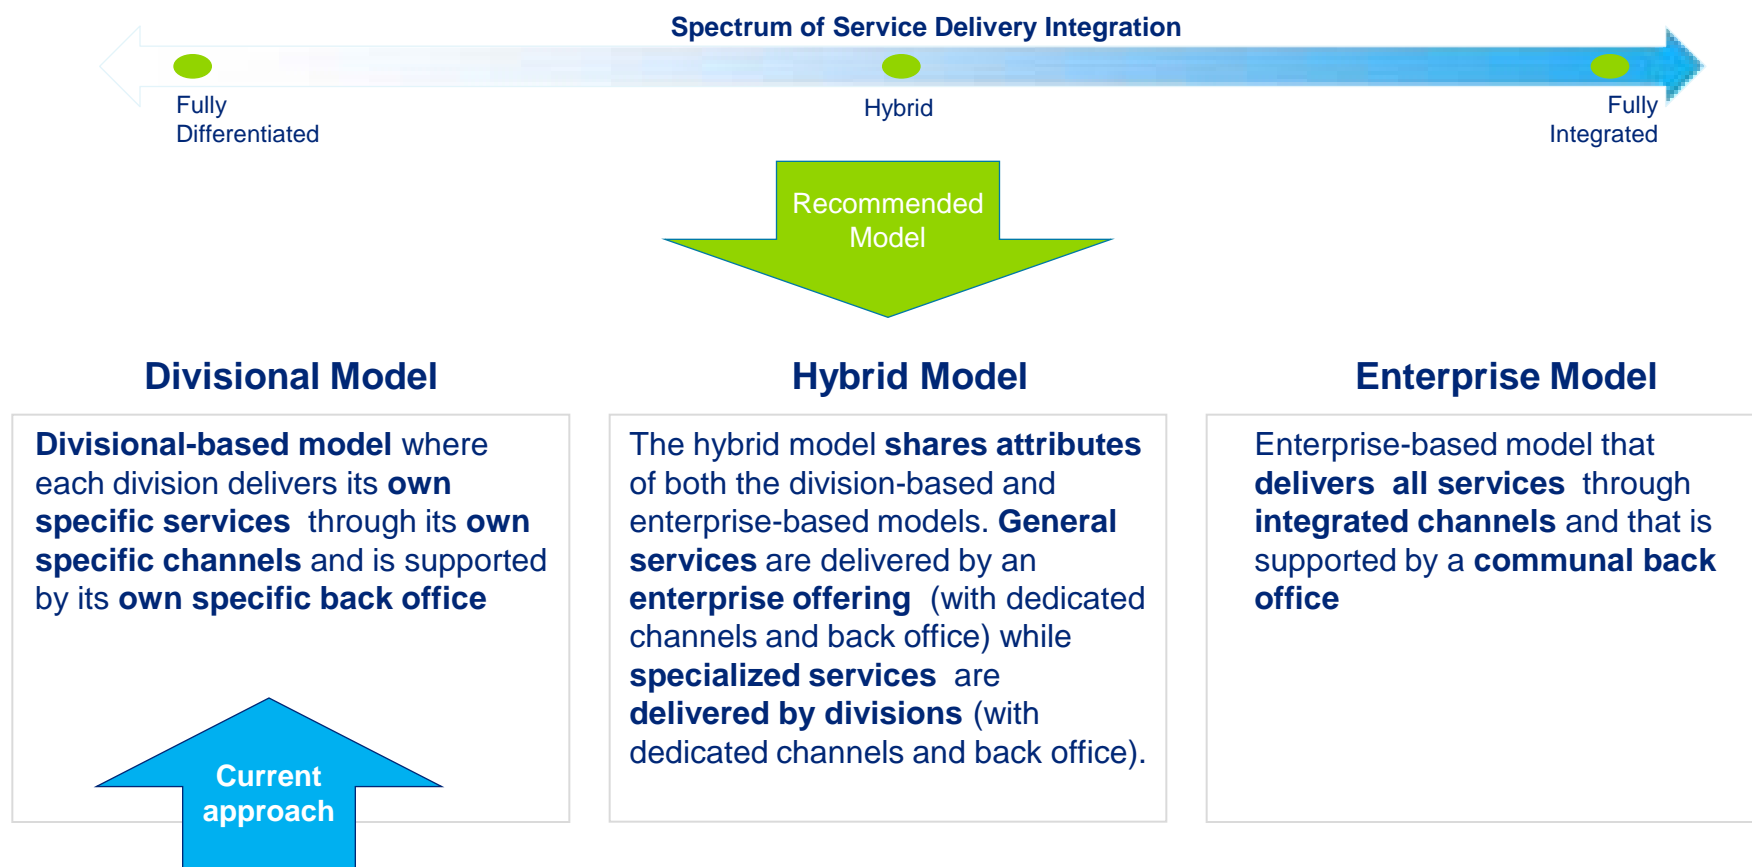 Spectrum of Service Delivery Integration
Fully
Differentiated
Hybrid
Fully
Integrated
Recommended
Model
Divisional Model
Divisional-based model where
each division delivers its own
specific services through its own
specific channels and is supported
by its own specific back office
Current
approach
Hybrid Model
The hybrid model shares attributes
of both the division-based and
enterprise-based models. General
services are delivered by an
enterprise offering (with dedicated
channels and back office) while
specialized services are
delivered by divisions (with
dedicated channels and back office).
Enterprise Model
Enterprise-based model that
delivers all services through
integrated channels and that is
supported by a communal back
office